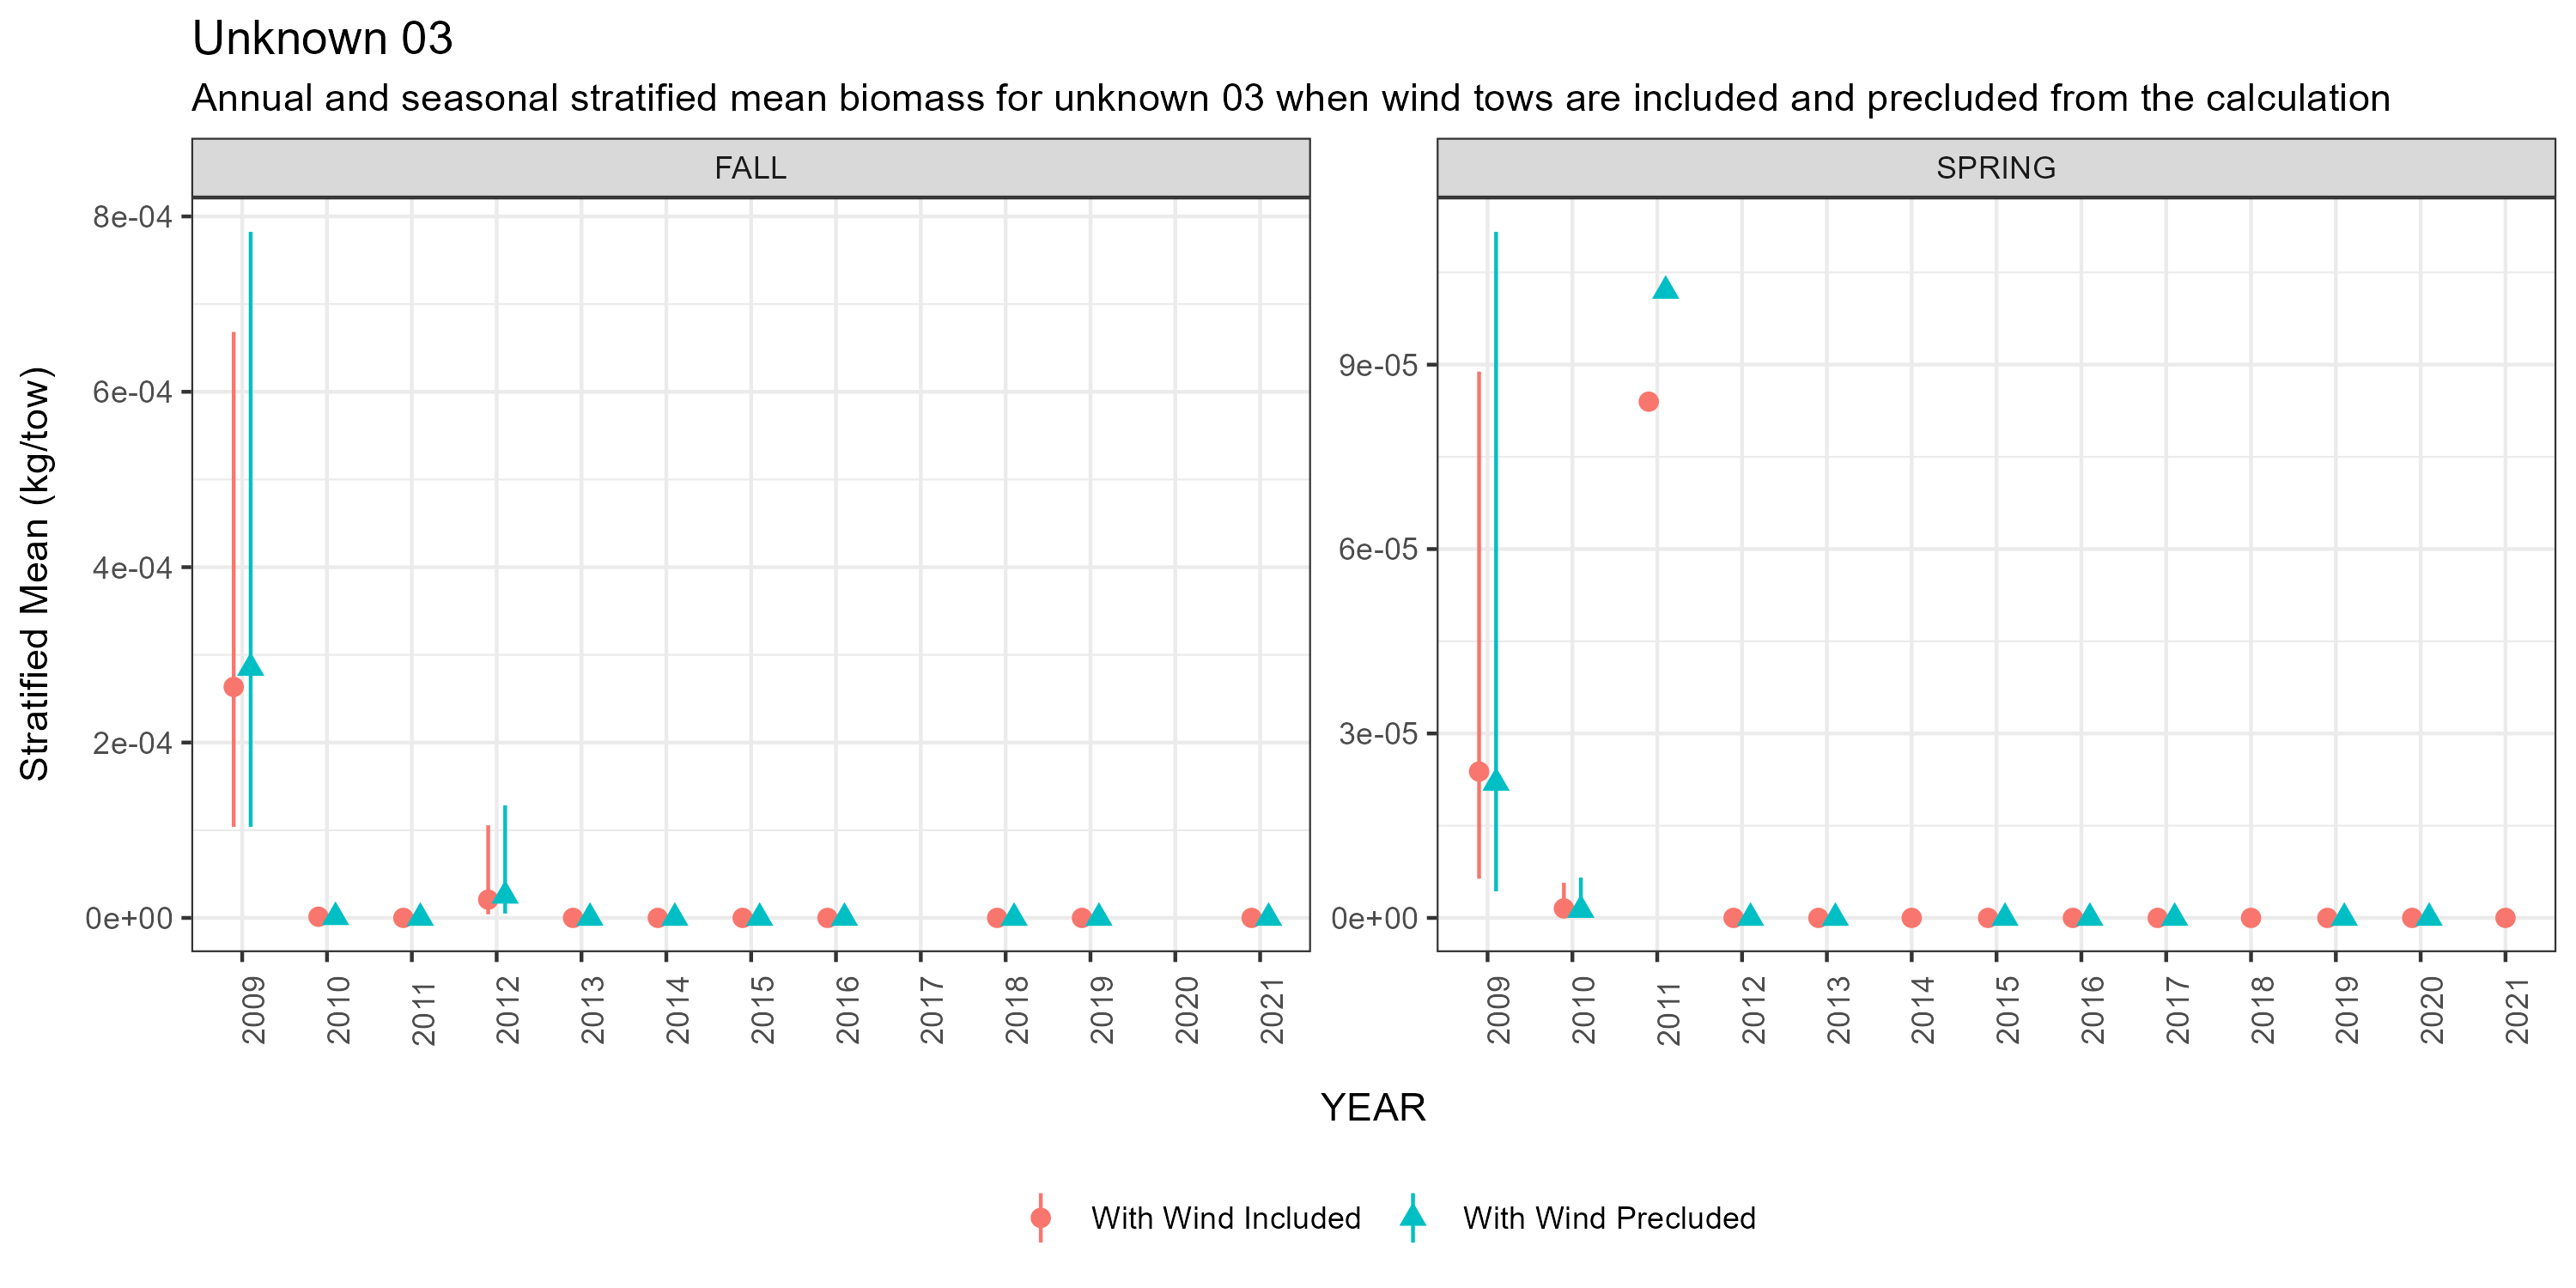 Unknown 03
Annual and seasonal stratified mean biomass for unknown 03 when wind tows are included and precluded from the calculation
FALL
SPRING
Stratified Mean (kg/tow)
8e-04
6e-04
4e-04
2e-04
0e+00
9e-05
6e-05
3e-05
0e+00
2009
2010
2011
2012
2013
2014
2015
2016
2017
2018
2019
2020
2021
2009
2010
2011
2012
2013
2014
2015
2016
2017
2018
2019
2020
2021
YEAR
With Wind Included
With Wind Precluded